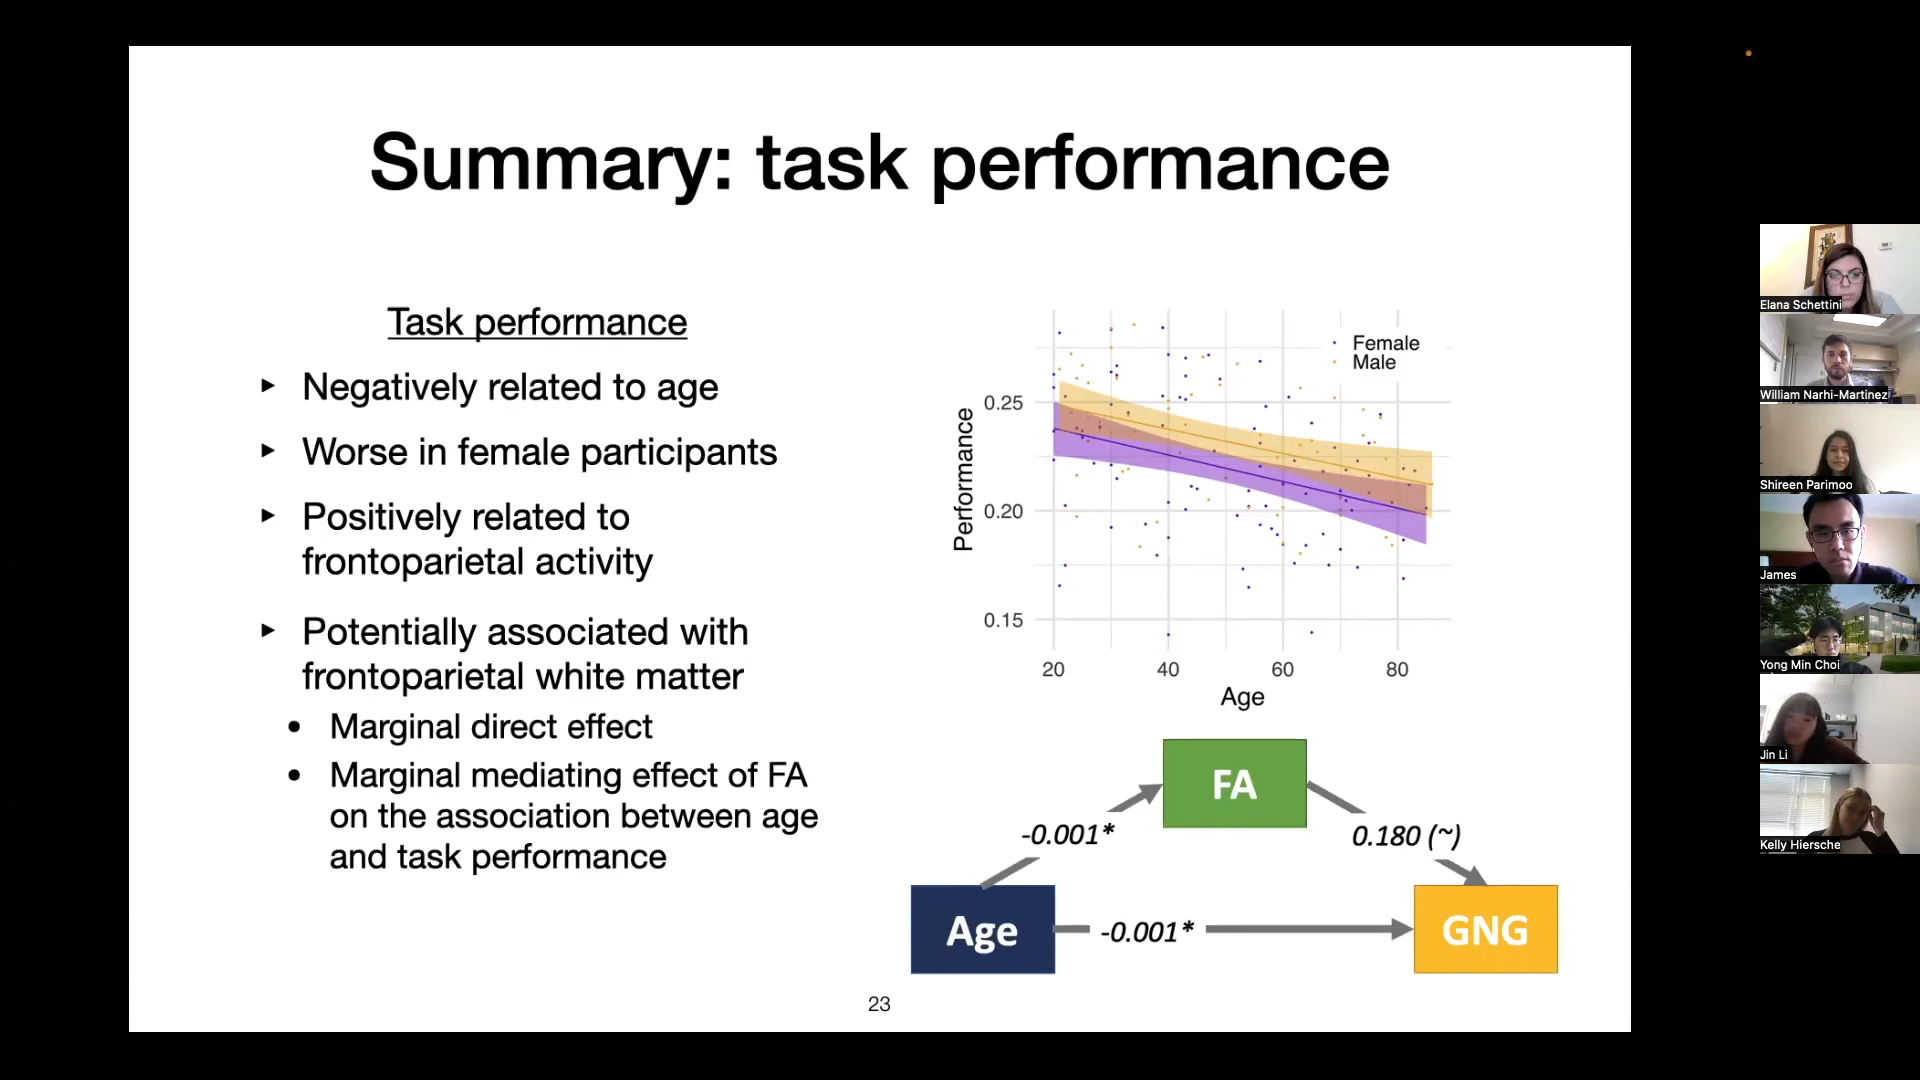 Summary: task performance
Task performance
‣ Negatively related to age
‣ Worse in female participants
‣ Positively related to
frontoparietal activity
‣ Potentially associated with
frontoparietal white matter
• Marginal direct effect
• Marginal mediating effect of FA
on the association between age
and task performance
Female
Male
Performance
0.25
0.20
0.15
20 40 60 80
Age
FA
-0.001*
0.180 (~)
Age
-0.001*
GNG
23
Elana Schettini
William Narhi-Martinez
Shireen Parimoo
James
Yong Min Choi
Jin Li
Kelly Hiersche